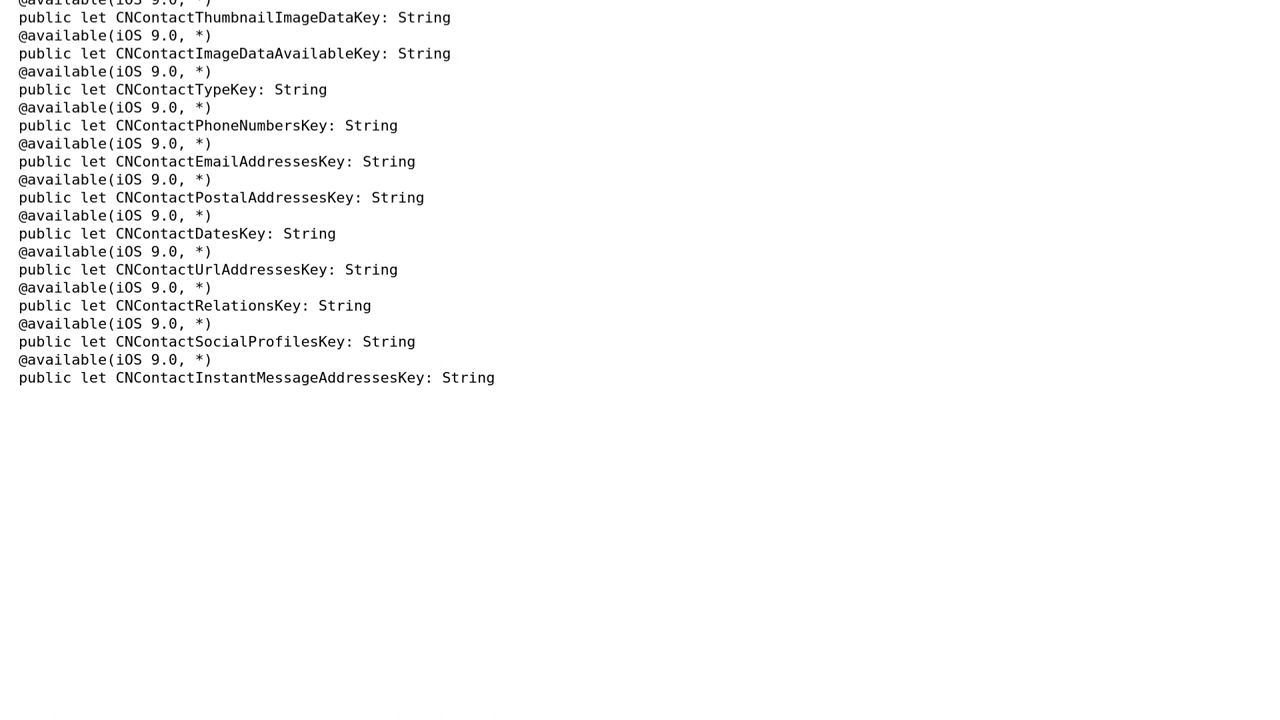 @available(iOS 9.0, *)
public let CNContactThumbnailImageDataKey: String
@available(iOS 9.0, *)
public let CNContactImageDataAvailableKey: String
@available(iOS 9.0, *)
public let CNContactTypeKey: String
@available(iOS 9.0, *)
public let CNContactPhoneNumbersKey: String
@available(iOS 9.0, *)
public let CNContactEmailAddressesKey: String
@available(iOS 9.0, *)
public let CNContactPostalAddressesKey: String
@available(iOS 9.0, *)
public let CNContactDatesKey: String
@available(iOS 9.0, *)
public let CNContactUrlAddressesKey: String
@available(iOS 9.0, *)
public let CNContactRelationsKey: String
@available(iOS 9.0, *)
public let CNContactSocialProfilesKey: String
@available(iOS 9.0, *)
public let CNContactInstantMessageAddressesKey: String